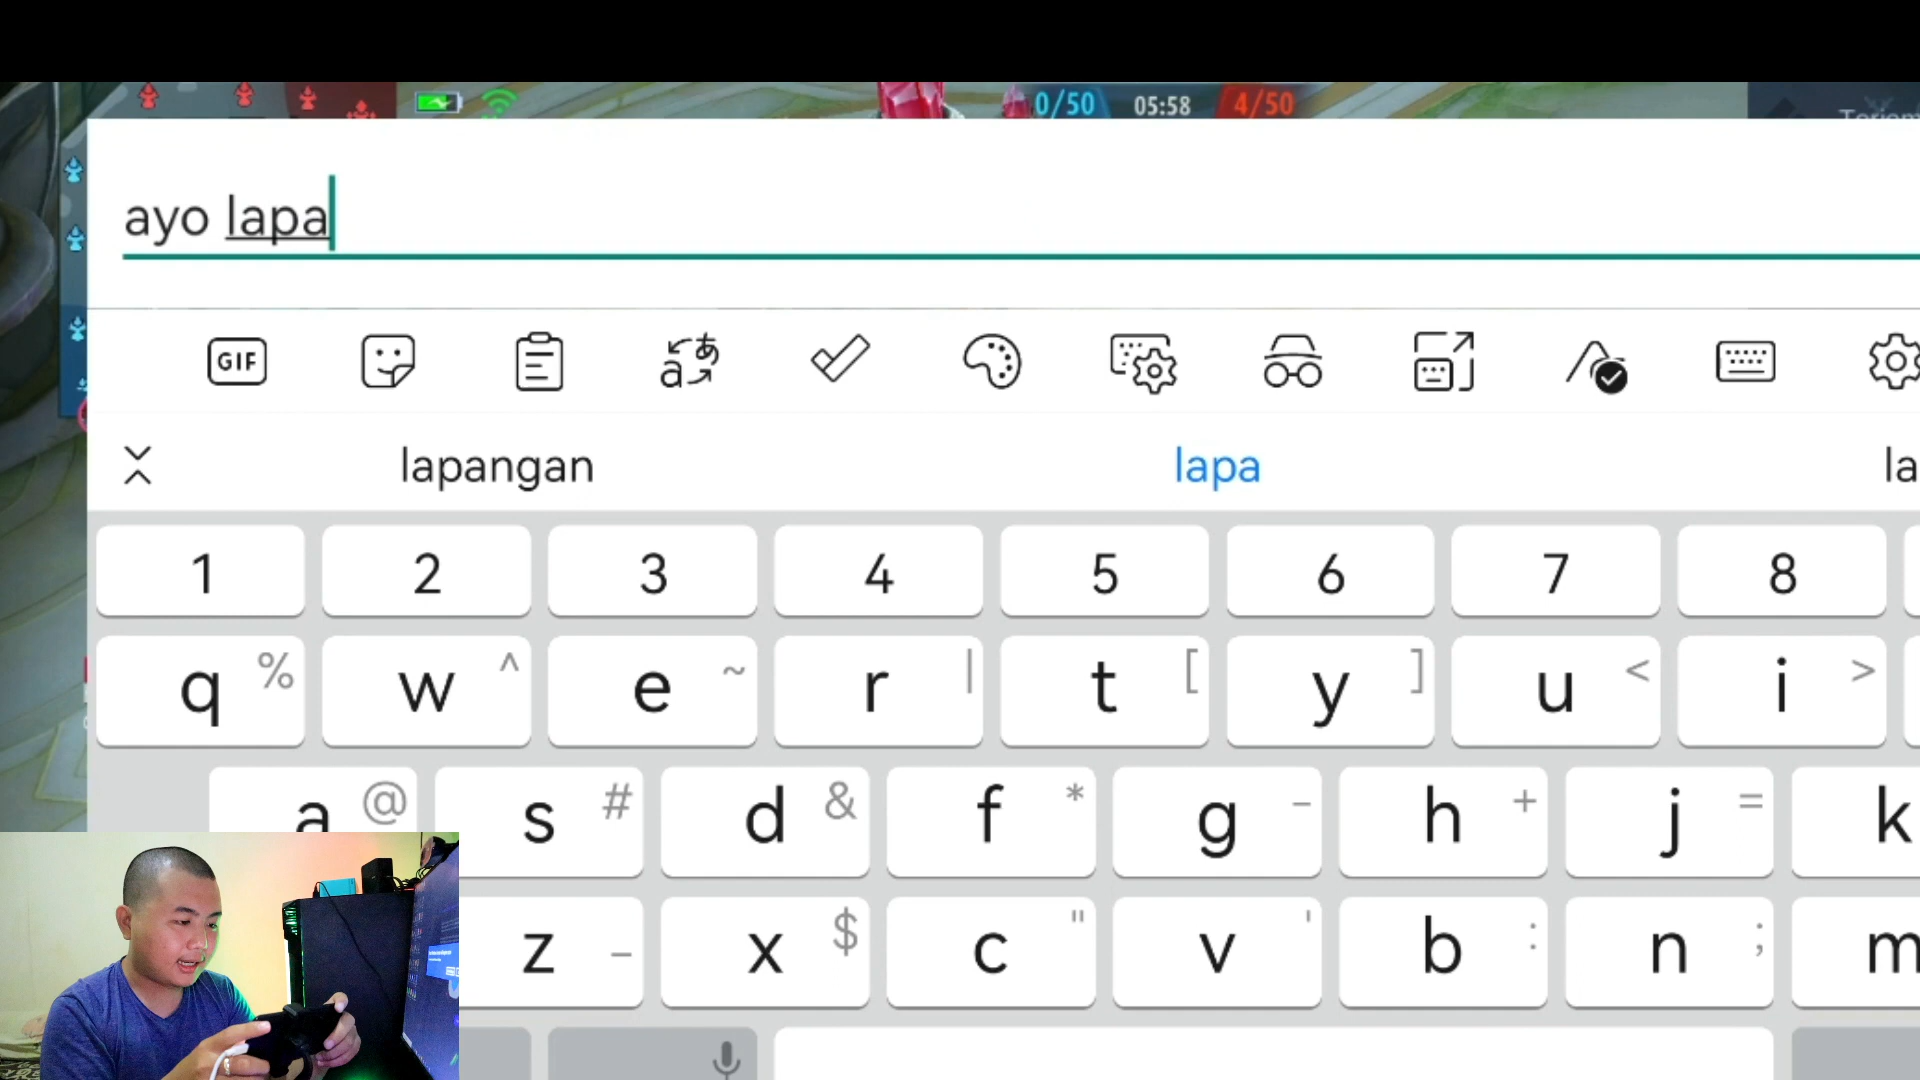 0/50 05:58 4/50
ayo lapa
GIF
lapangan lapa la
1 2 3 4 5 6 7 8
q % w ^ e ~ r | t [ y ] u < i >
a @ s # d & f * g - h + j = k
z _ x $ c " v ' b : n ; m